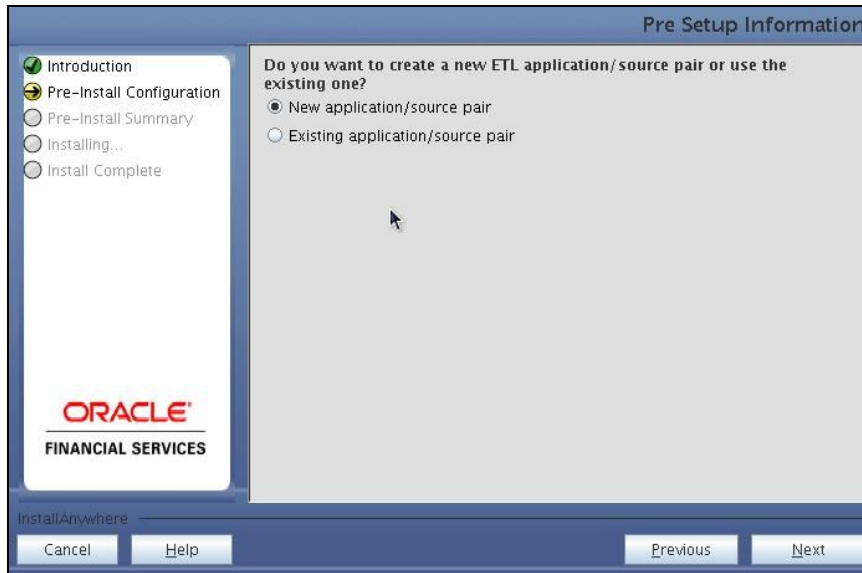 Pre Setup Information
Introduction
Pre-Install Configuration
Pre-Install Summary
Installing...
Install Complete
Do you want to create a new ETL application/source pair or use the
existing one?
New application/source pair
Existing application/source pair
ORACLE'
FINANCIAL SERVICES
InstallAnywhere
Cancel
Help
Previous
Next